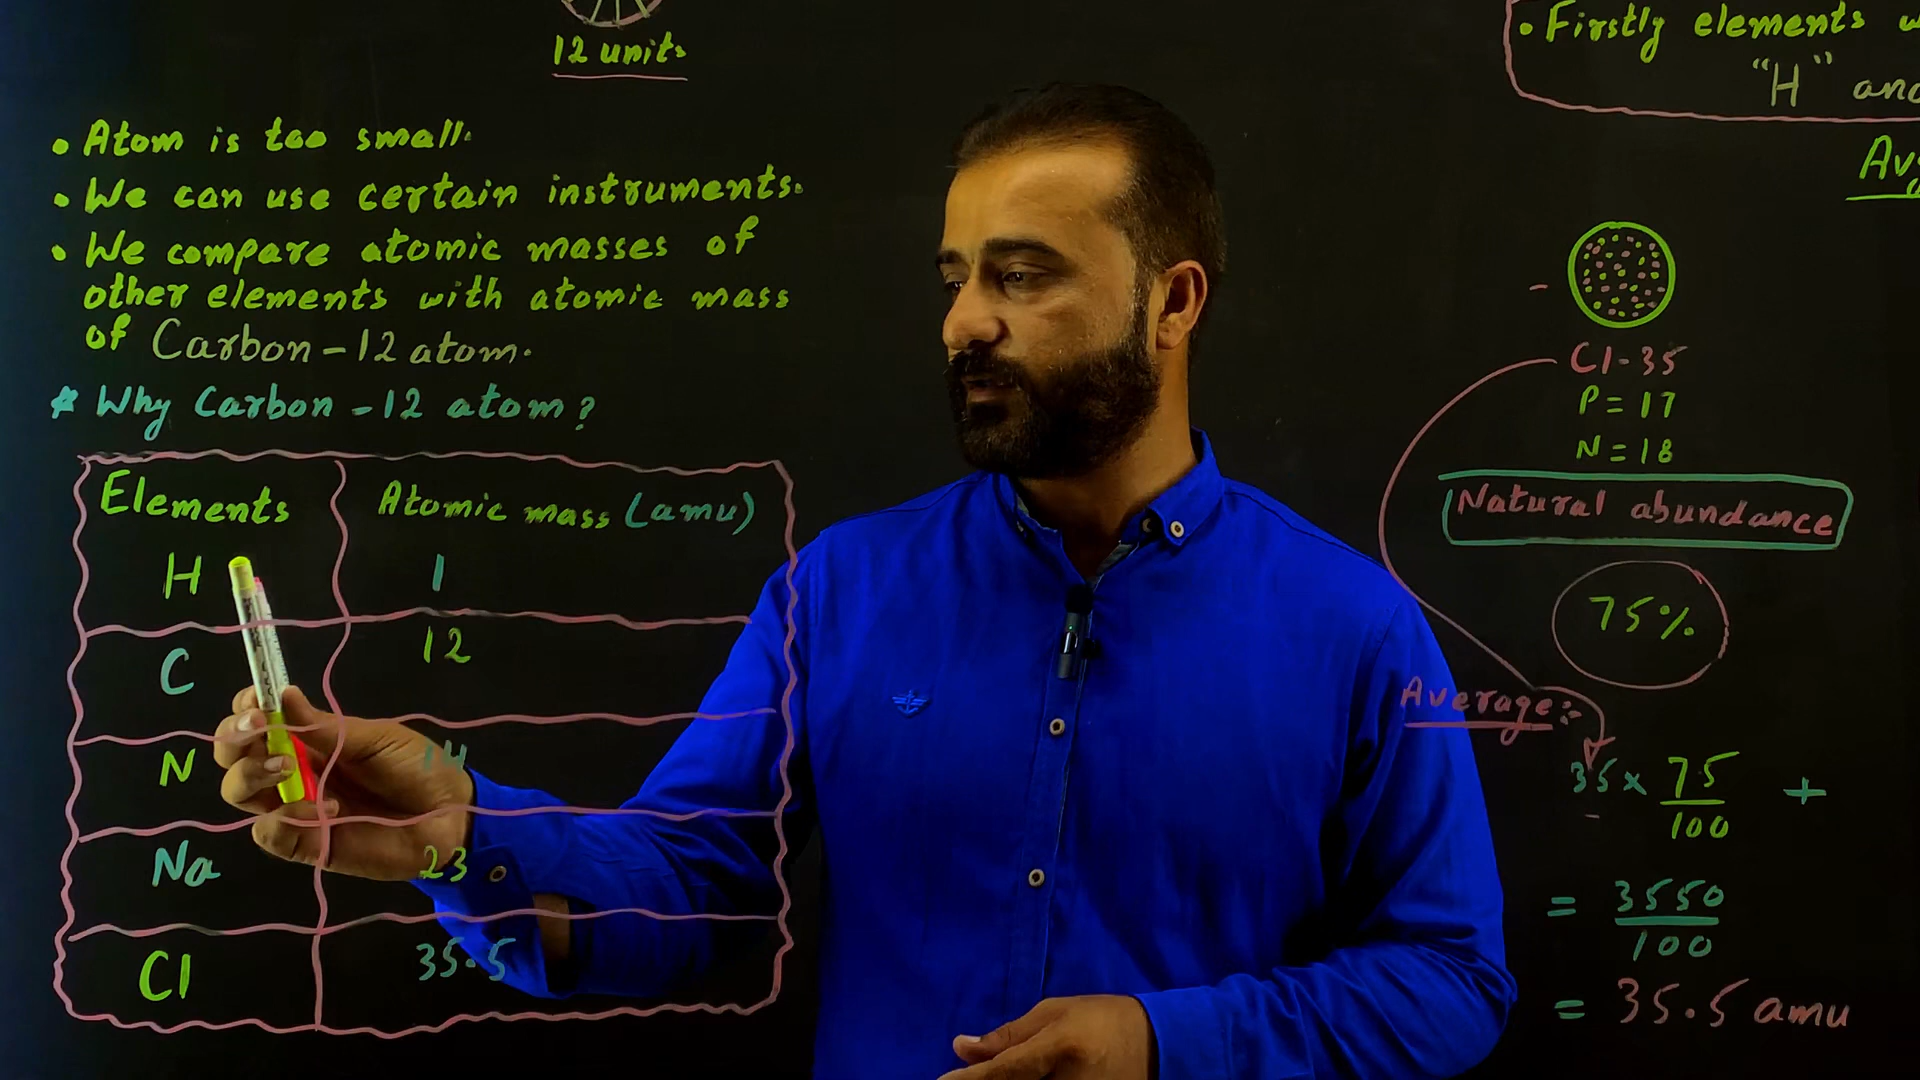 12 units
• Atom is too small.
• We can use certain instruments.
• We compare atomic masses of
other elements with atomic mass
of Carbon-12 atom.
* Why Carbon-12 atom?
Elements Atomic mass (amu)
H 1
C 12
N 14
Na 23
Cl 35.5
• Firstly elements
"H" and
Cl-35
P = 17
N = 18
Natural abundance
75%
Average:-
35 x 75/100 +
= 3550/100
= 35.5 amu